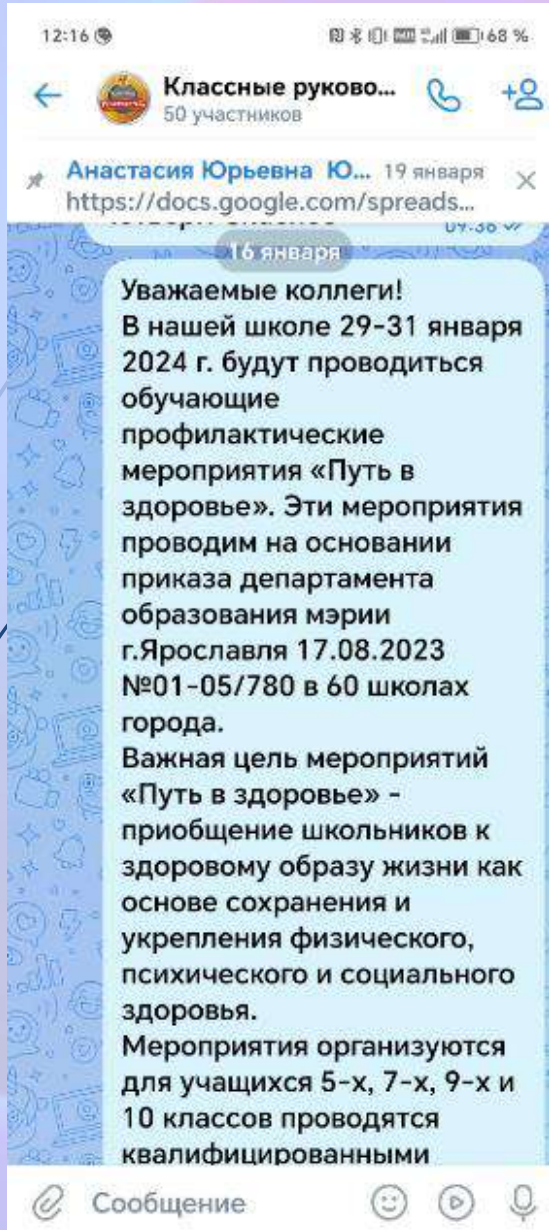 12:16
68 %
Классные руково...
50 участников
Анастасия Юрьевна Ю... 19 января
https://docs.google.com/spreads...
09:36
16 января
Уважаемые коллеги!
В нашей школе 29-31 января
2024 г. будут проводиться
обучающие
профилактические
мероприятия «Путь в
здоровье». Эти мероприятия
проводим на основании
приказа департамента
образования мэрии
г.Ярославля 17.08.2023
№01-05/780 в 60 школах
города.
Важная цель мероприятий
«Путь в здоровье» -
приобщение школьников к
здоровому образу жизни как
основе сохранения и
укрепления физического,
психического и социального
здоровья.
Мероприятия организуются
для учащихся 5-х, 7-х, 9-х и
10 классов проводятся
квалифицированными
Сообщение